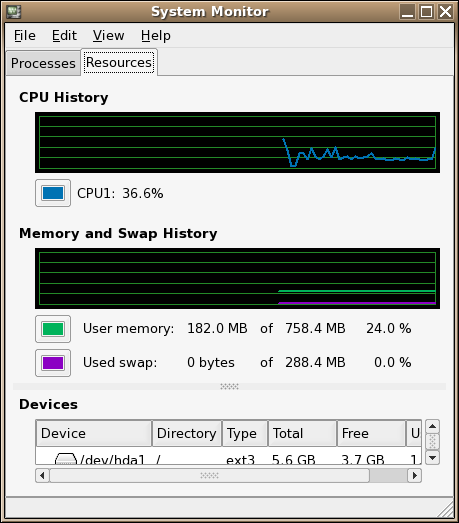 System Monitor
File Edit View Help
Processes Resources
CPU History
CPU1: 36.6%
Memory and Swap History
User memory: 182.0 MB of 758.4 MB 24.0 %
Used swap: 0 bytes of 288.4 MB 0.0 %
Devices
Device Directory Type Total Free U
/dev/hda1 / ext3 5.6 GB 3.7 GB 1